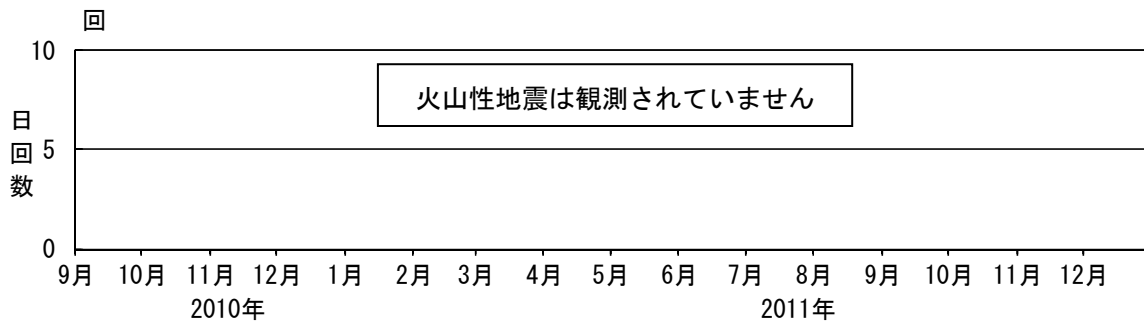 回
10
火山性地震は観測されていません
日回数
5
0
9月 10月 11月 12月 1月 2月 3月 4月 5月 6月 7月 8月 9月 10月 11月 12月
2010年 2011年